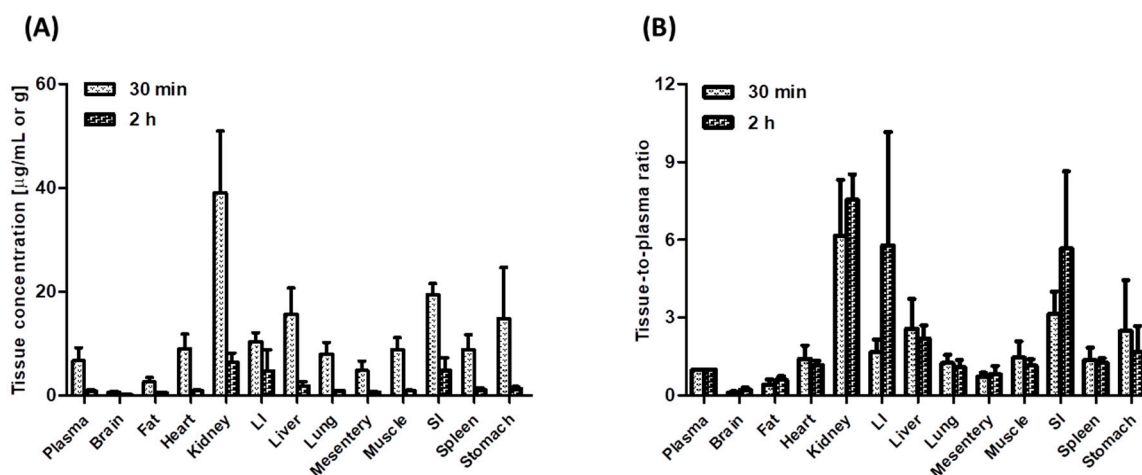 (A)
Tissue concentration [µg/mL or g]
60
40
20
0
30 min
2 h
Plasma
Brain
Fat
Heart
Kidney
LI
Liver
Lung
Mesentery
Muscle
SI
Spleen
Stomach
(B)
Tissue-to-plasma ratio
12
9
6
3
0
30 min
2 h
Plasma
Brain
Fat
Heart
Kidney
LI
Liver
Lung
Mesentery
Muscle
SI
Spleen
Stomach